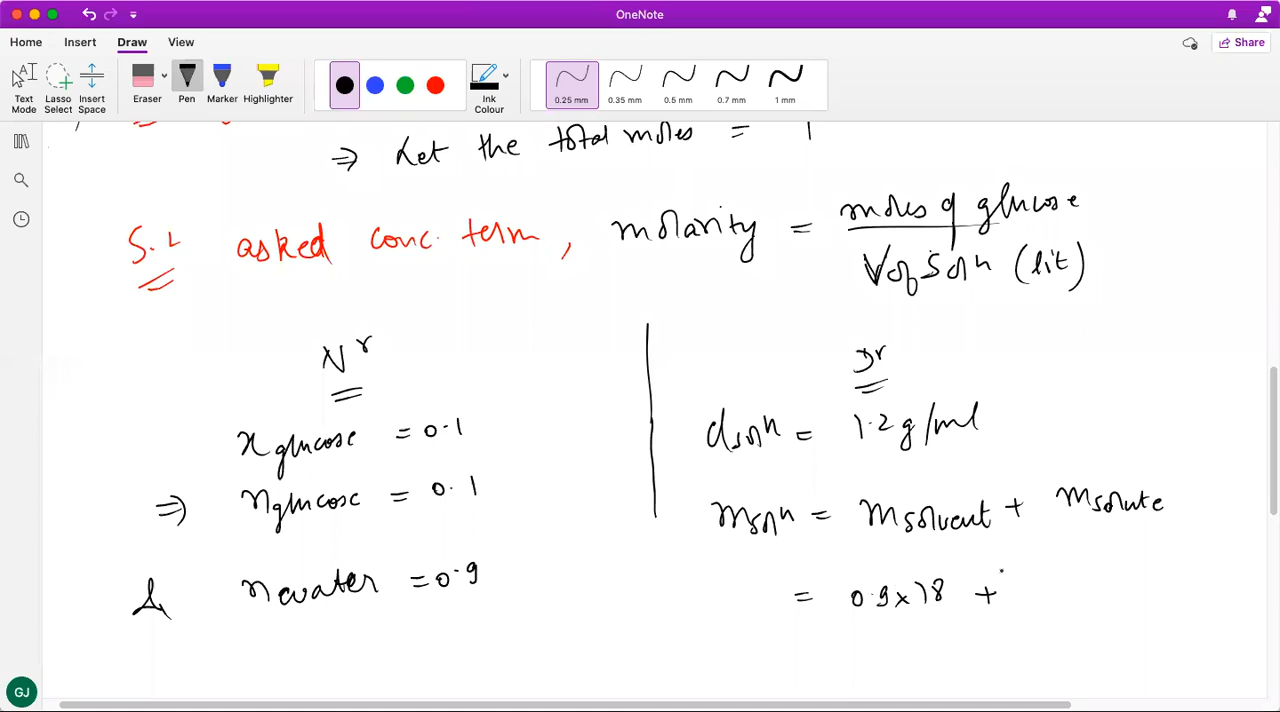 OneNote
Home Insert Draw View
Share
Text Mode
Lasso Select
Insert Space
Eraser
Pen
Marker
Highlighter
Ink Colour
0.25 mm
0.35 mm
0.5 mm
0.7 mm
1 mm
⇒ Let the total moles = 1
asked conc. term, molarity = moles of glucose
V of Solⁿ (lit)
Nʳ
Dʳ
x glucose = 0.1
d solⁿ = 1.2 g/ml
⇒ n glucose = 0.1
m solⁿ = m solvent + m solute
& n water = 0.9
= 0.9 x 18 +
GJ